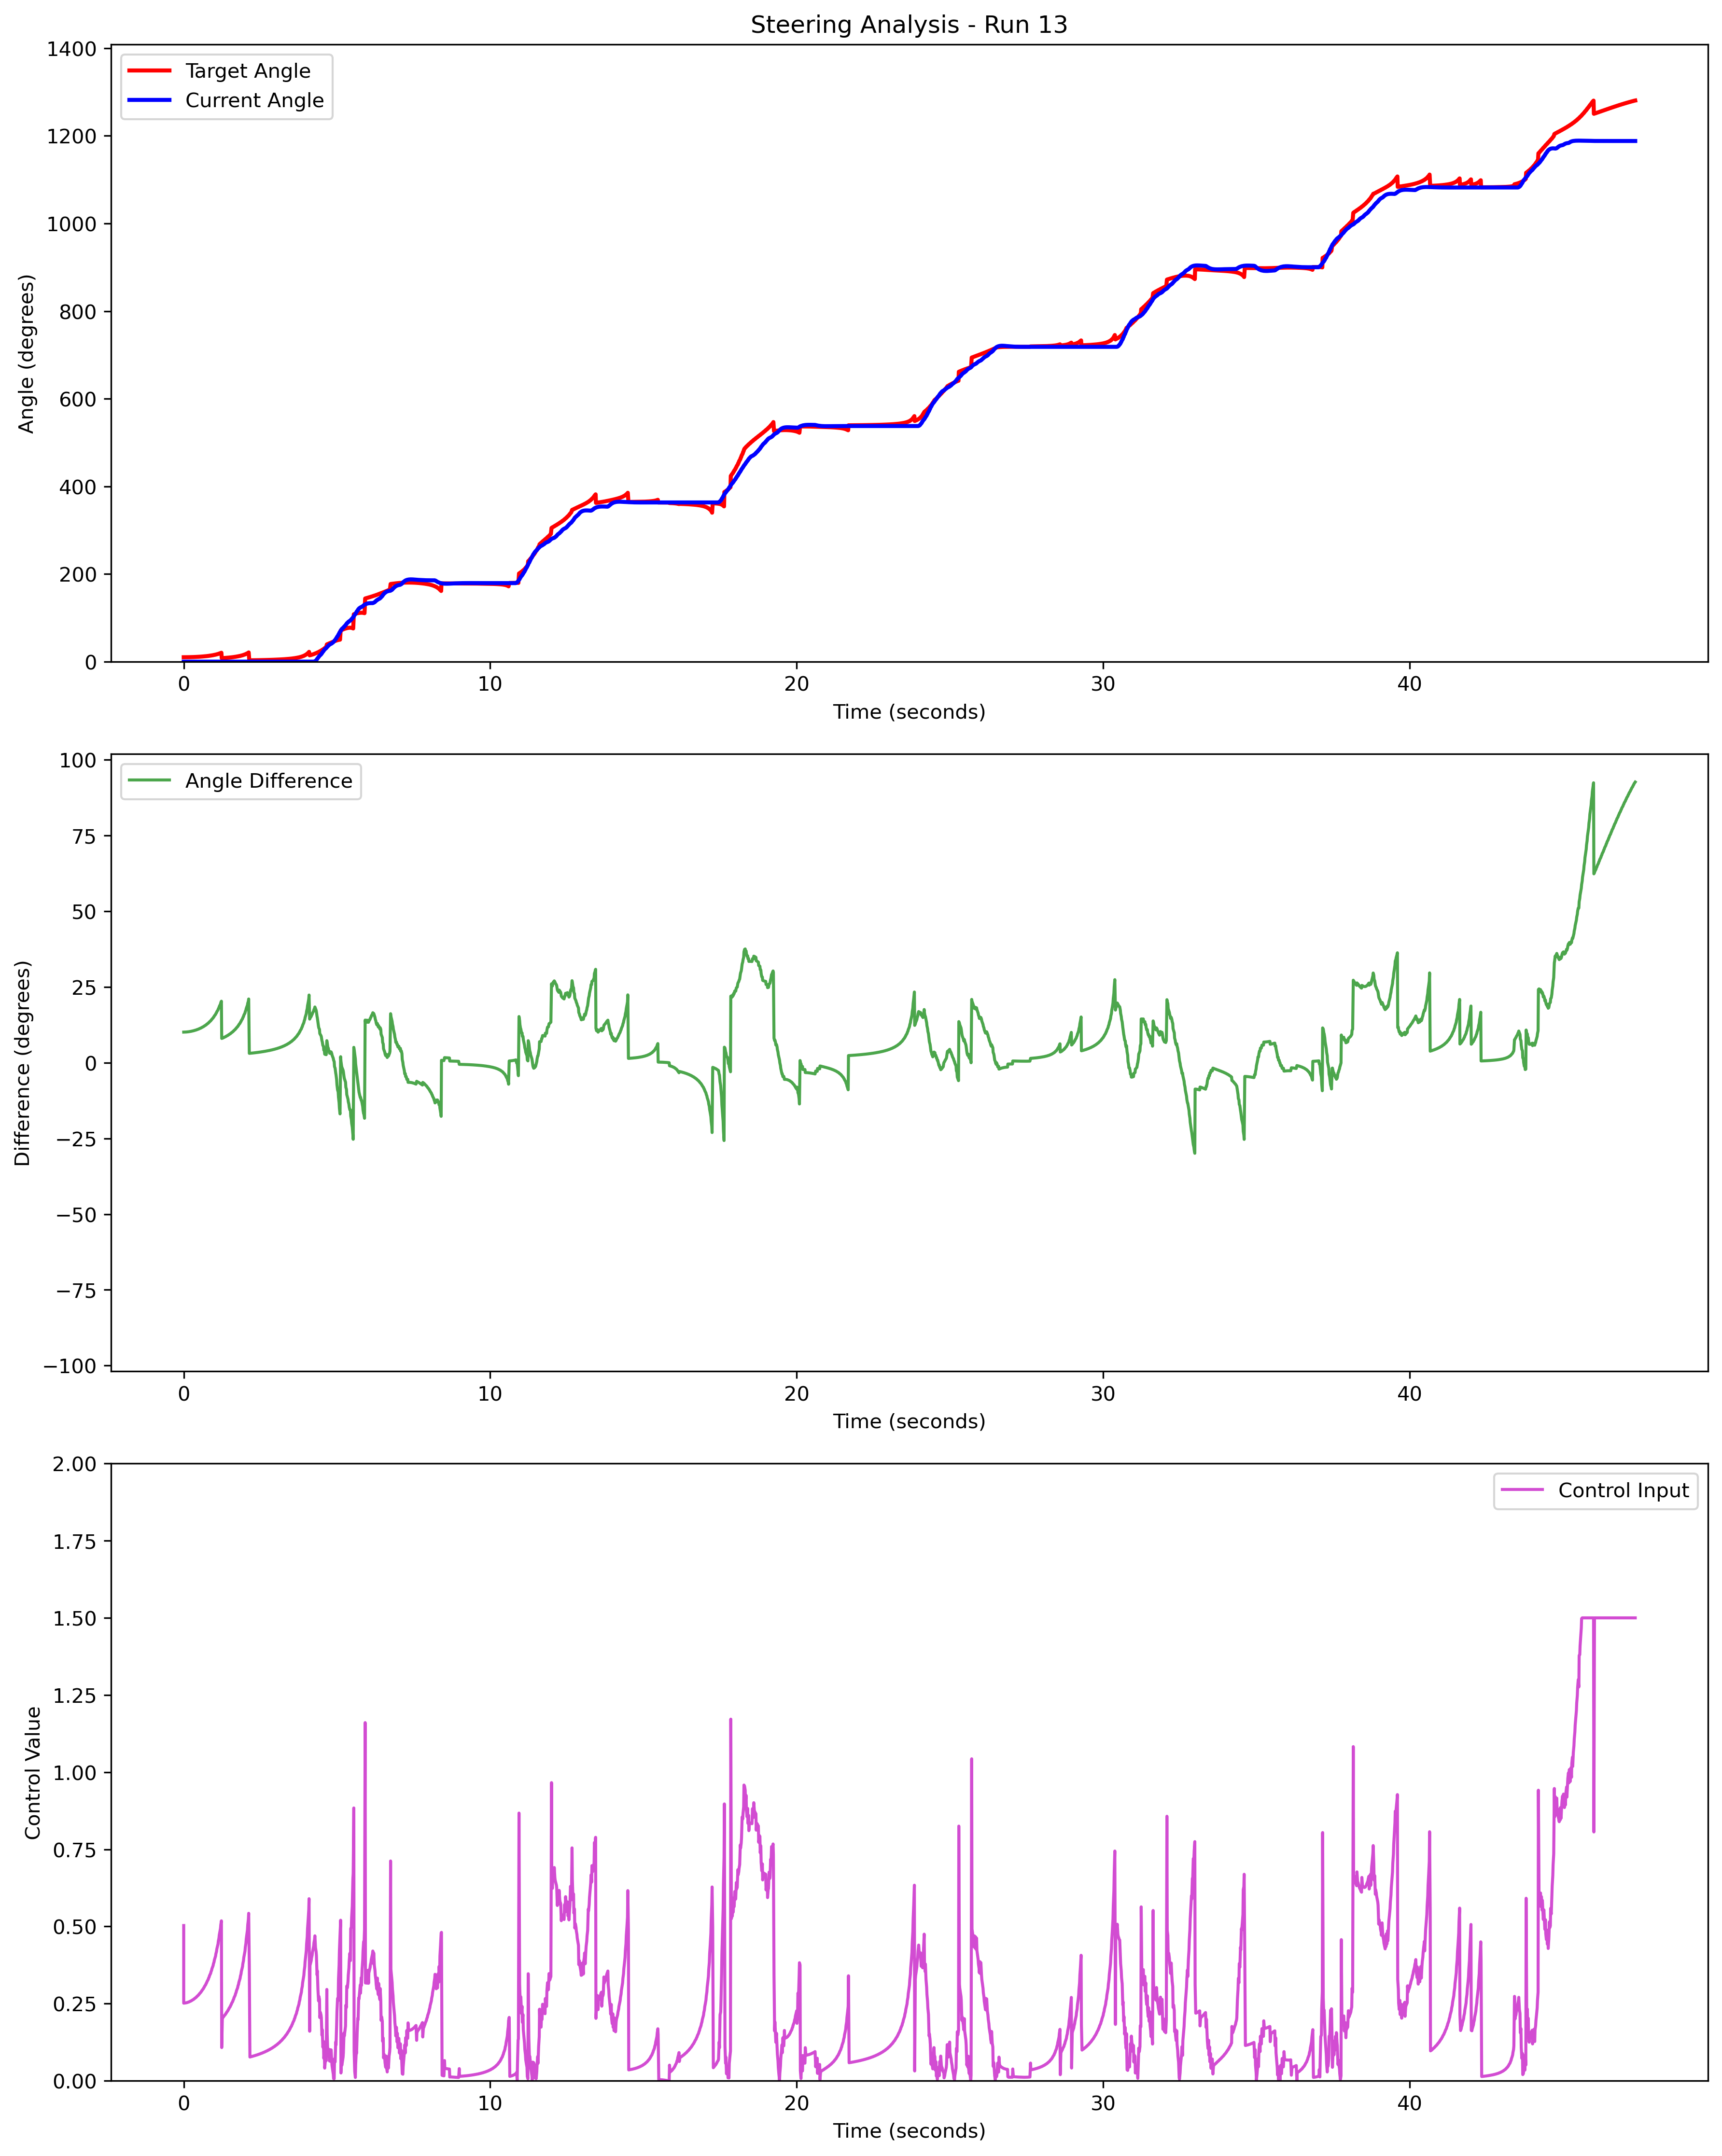 Steering Analysis - Run 13
1400
1200
1000
800
600
400
200
0
Angle (degrees)
Target Angle
Current Angle
0 10 20 30 40
Time (seconds)
100
75
50
25
0
−25
−50
−75
−100
Difference (degrees)
Angle Difference
0 10 20 30 40
Time (seconds)
2.00
1.75
1.50
1.25
1.00
0.75
0.50
0.25
0.00
Control Value
Control Input
0 10 20 30 40
Time (seconds)